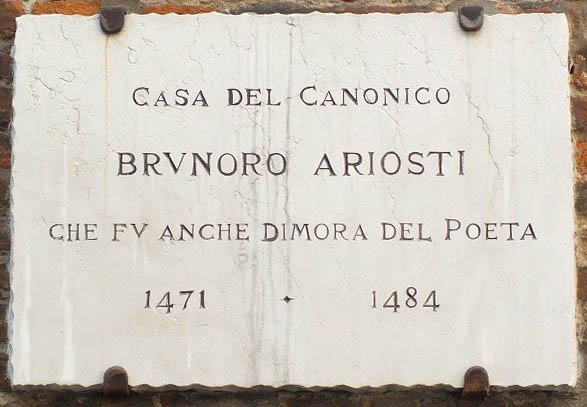 CASA DEL CANONICO
BRVNORO ARIOSTI
CHE FV ANCHE DIMORA DEL POETA
1471 ✦ 1484